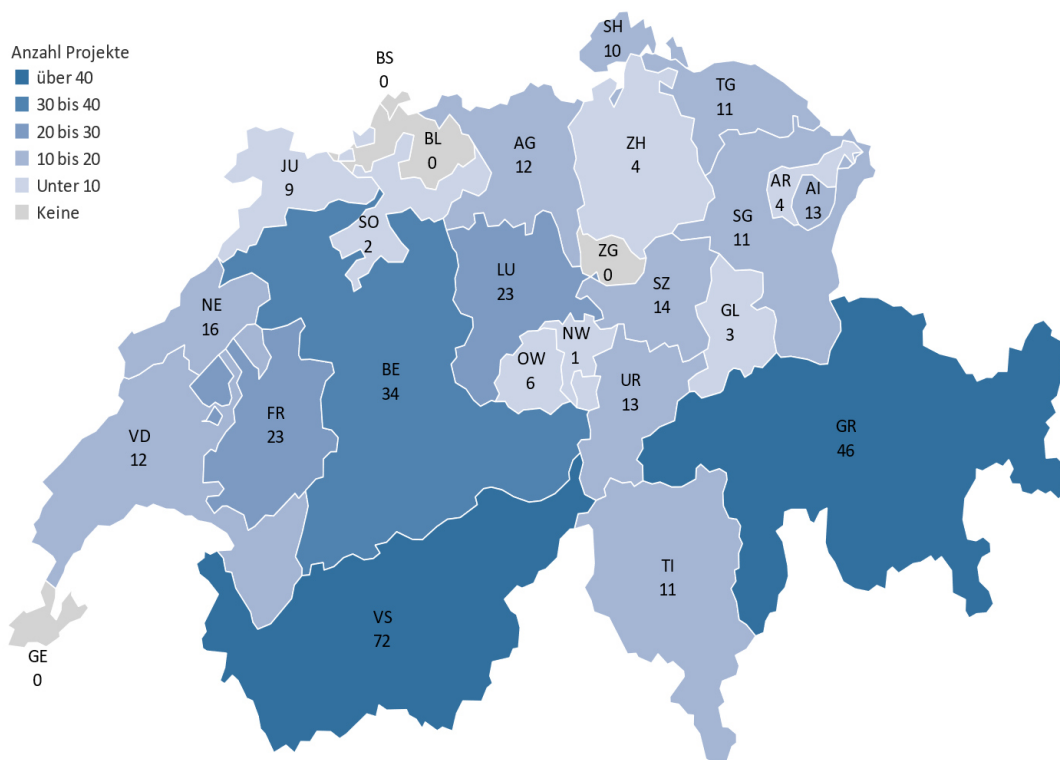 Anzahl Projekte
über 40
30 bis 40
20 bis 30
10 bis 20
Unter 10
Keine
SH
10
BS
0
TG
11
BL
0
AG
12
ZH
4
JU
9
AR
4
AI
13
SO
2
SG
11
ZG
0
LU
23
SZ
14
NE
16
GL
3
NW
1
OW
6
BE
34
UR
13
FR
23
GR
46
VD
12
TI
11
VS
72
GE
0